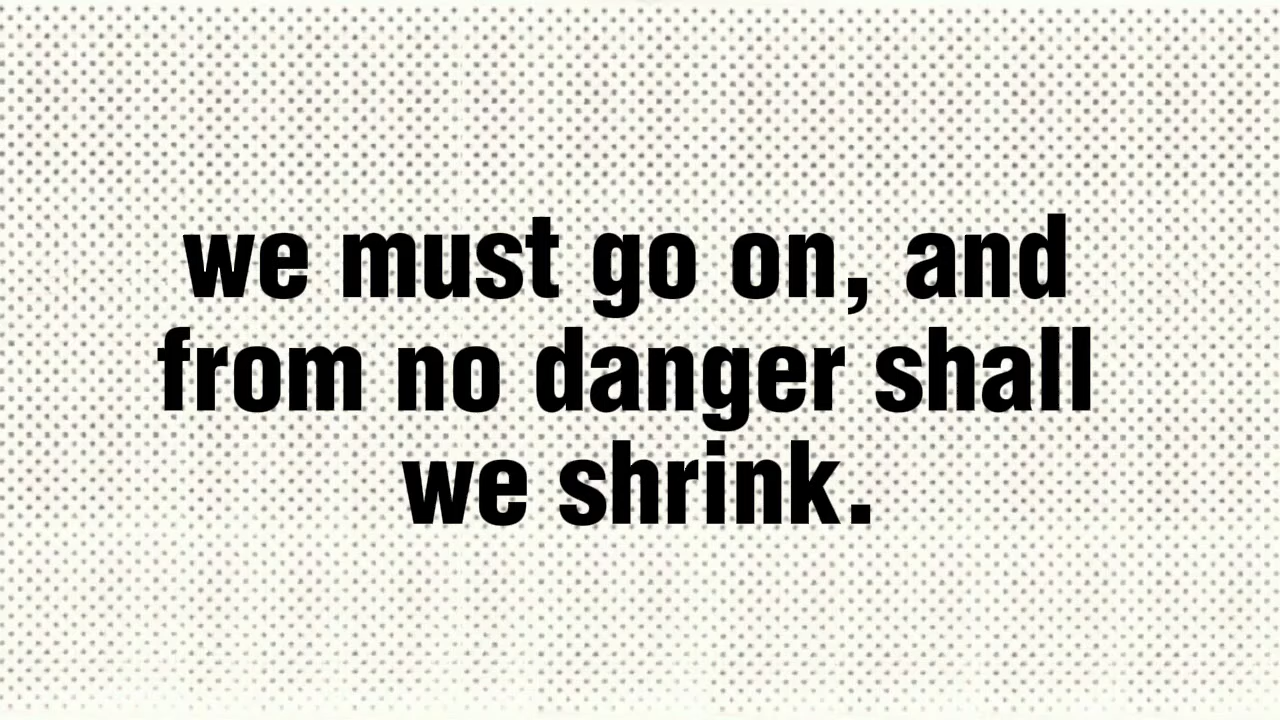 we must go on, and
from no danger shall
we shrink.